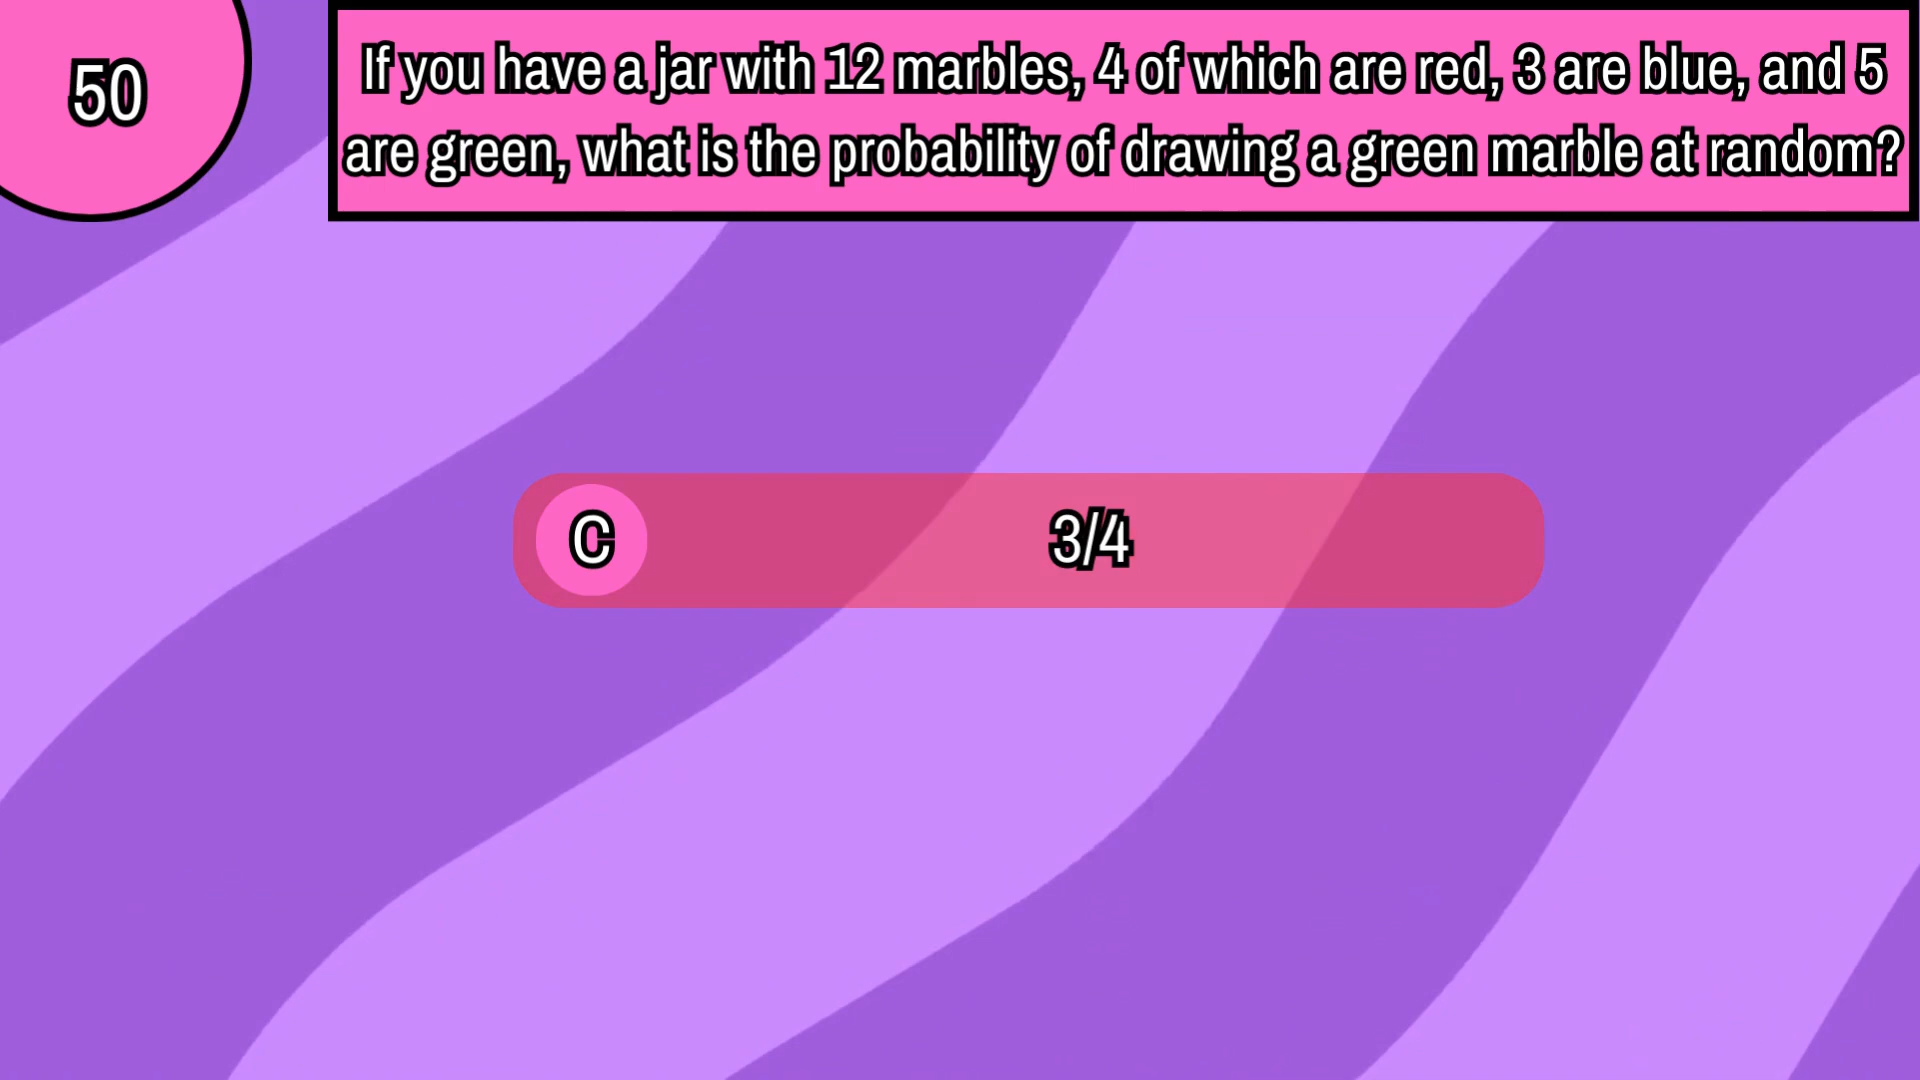 50
If you have a jar with 12 marbles, 4 of which are red, 3 are blue, and 5
are green, what is the probability of drawing a green marble at random?
C
3/4